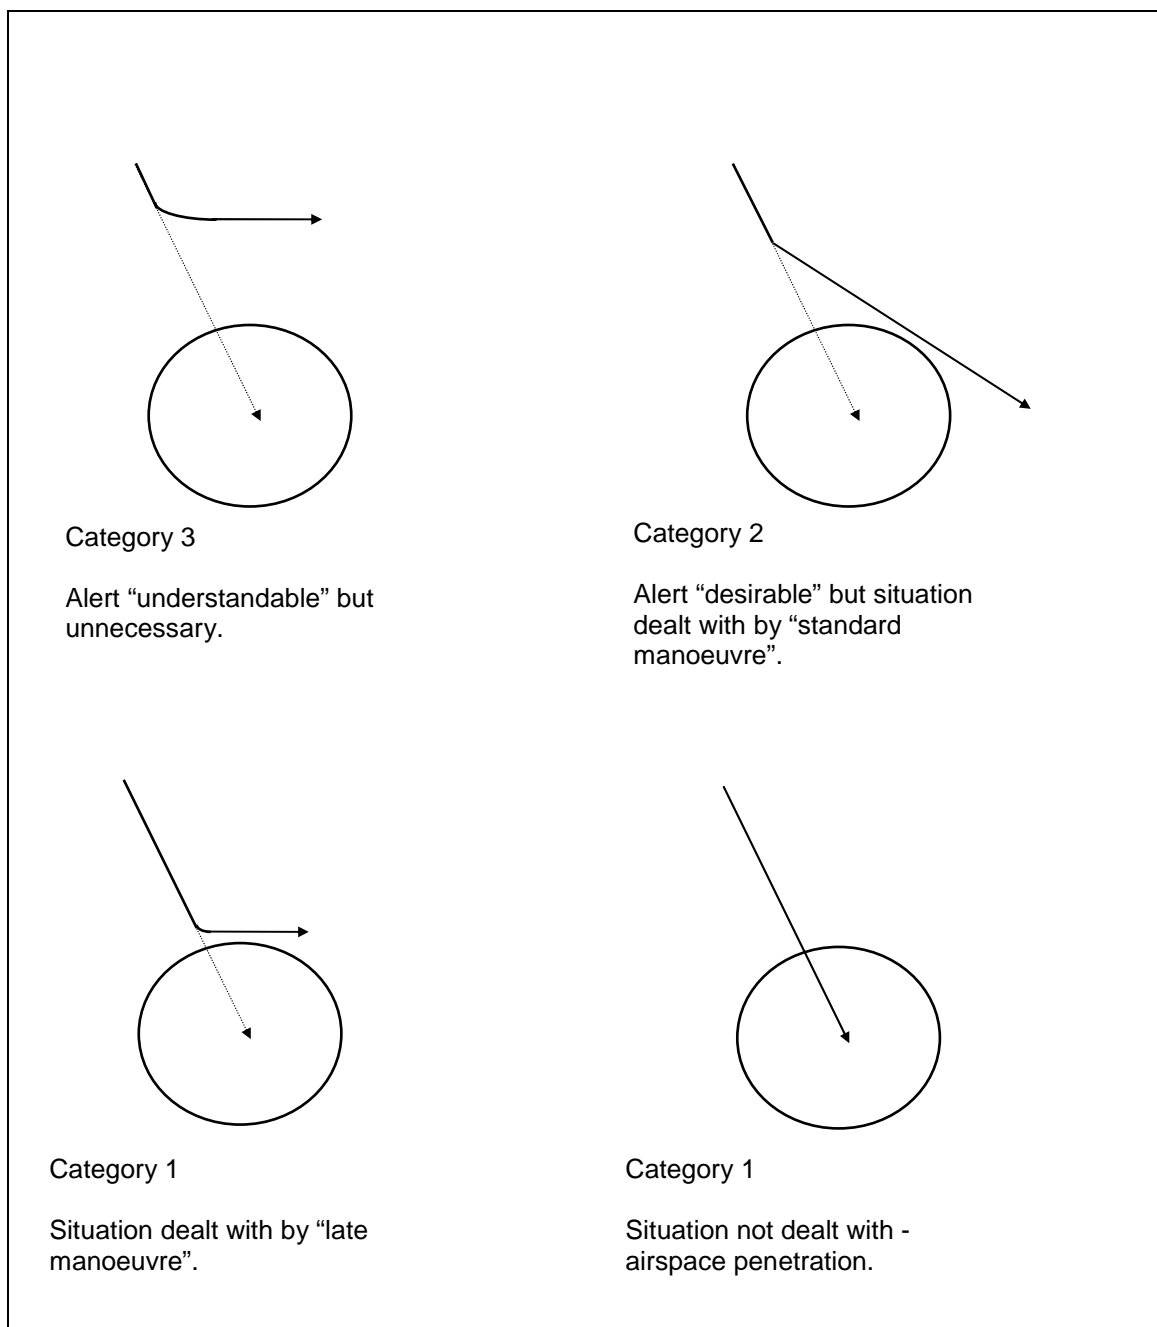 Category 3
Alert “understandable” but
unnecessary.
Category 2
Alert “desirable” but situation
dealt with by “standard
manoeuvre”.
Category 1
Situation dealt with by “late
manoeuvre”.
Category 1
Situation not dealt with -
airspace penetration.